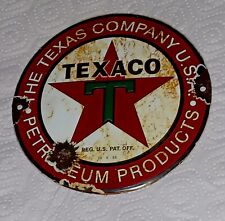 THE TEXAS COMPANY U.S.A.
TEXACO
T
REG. U.S. PAT. OFF.
PETROLEUM PRODUCTS